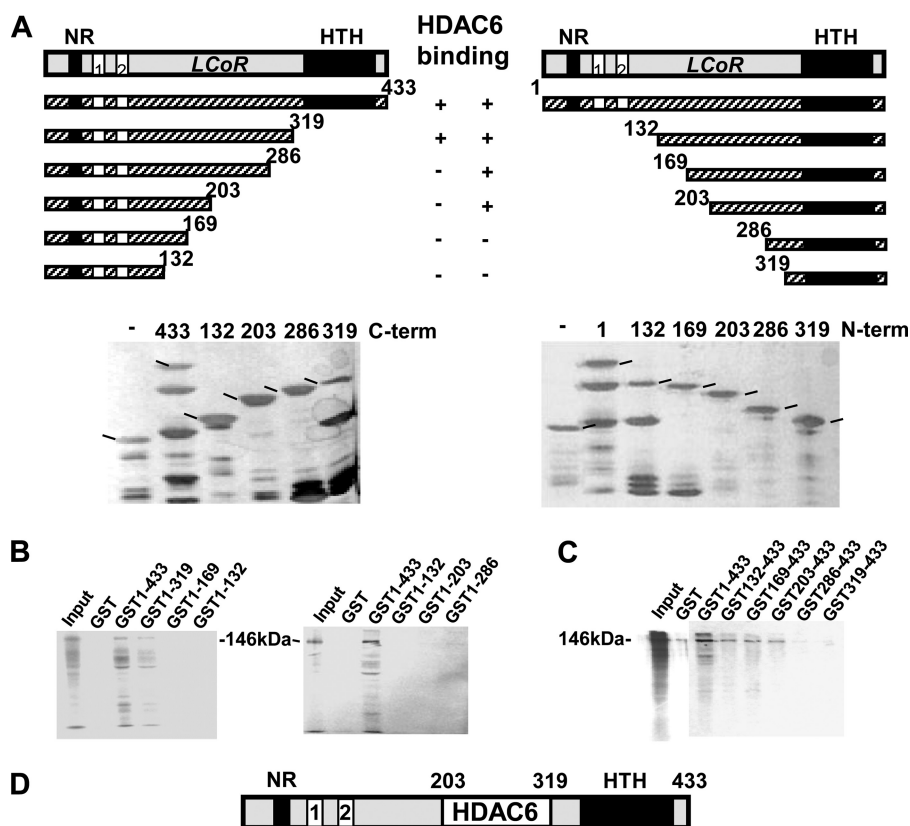 A
NR HTH
1 2 LCoR
433
319
286
203
169
132
HDAC6
binding
+ +
+ +
- +
- +
- -
- -
NR HTH
1 2 LCoR
1
132
169
203
286
319
- 433 132 203 286 319 C-term
- 1 132 169 203 286 319 N-term
B
Input
GST
GST1-433
GST1-319
GST1-169
GST1-132
-146kDa-
Input
GST
GST1-433
GST1-132
GST1-203
GST1-286
C
Input
GST
GST1-433
GST132-433
GST169-433
GST203-433
GST286-433
GST319-433
146kDa-
D
NR 203 319 HTH 433
1 2 HDAC6